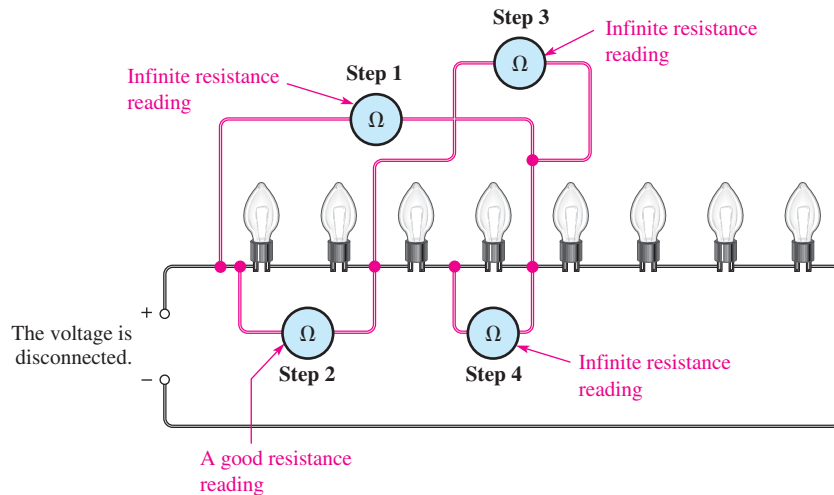 Step 3
Infinite resistance
reading
Ω
Step 1
Infinite resistance
reading
Ω
+
The voltage is
disconnected.
−
Ω
Step 2
Ω
Step 4
Infinite resistance
reading
A good resistance
reading